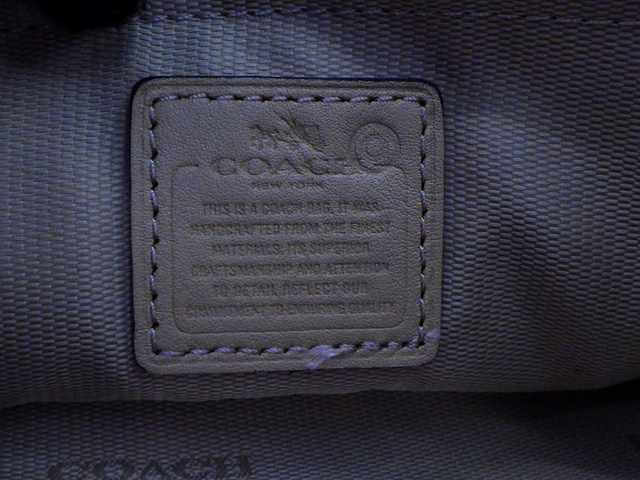 COACH
NEW YORK
THIS IS A COACH BAG. IT WAS
HANDCRAFTED FROM THE FINEST
MATERIALS. ITS SUPERIOR
CRAFTSMANSHIP AND ATTENTION
TO DETAIL REFLECT OUR
COMMITMENT TO ENDURING QUALITY.
COACH